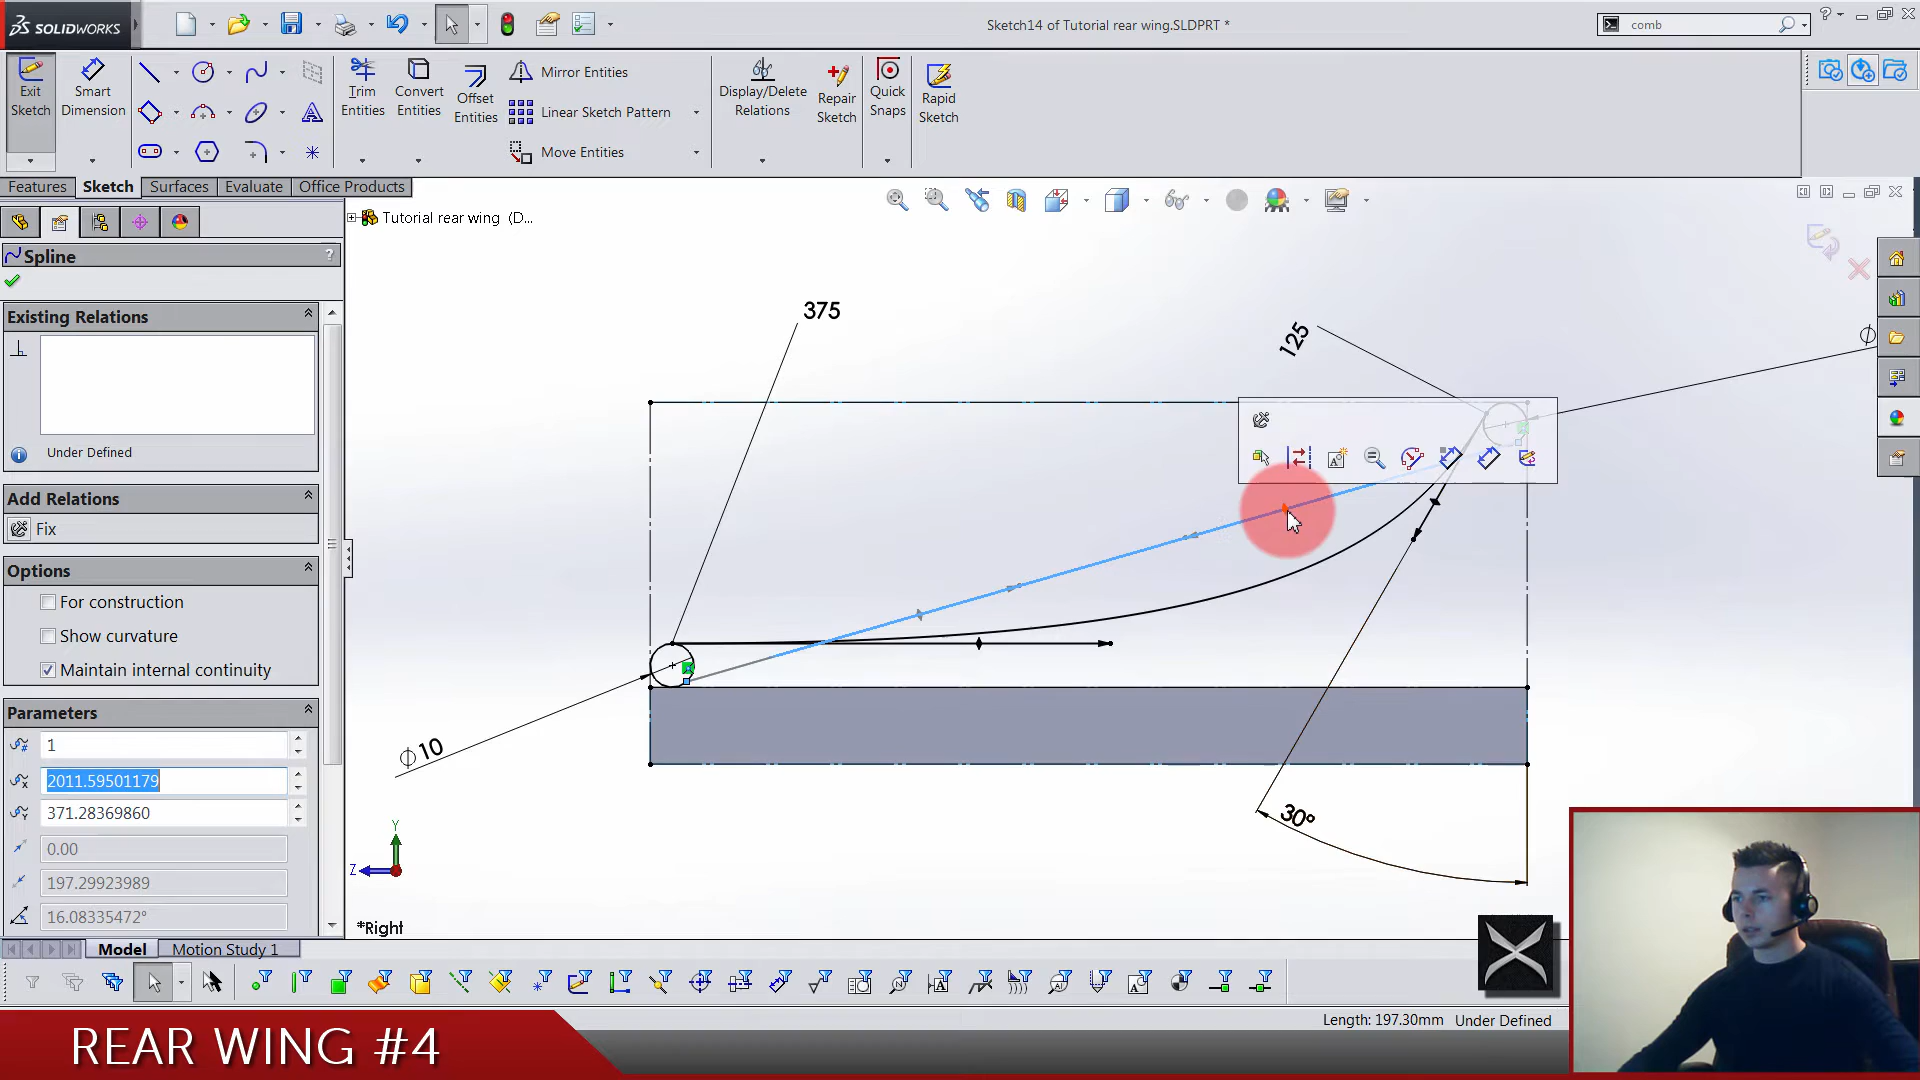 SOLIDWORKS
Sketch14 of Tutorial rear wing.SLDPRT *
comb
Exit Sketch
Smart Dimension
Trim Entities
Convert Entities
Offset Entities
Mirror Entities
Linear Sketch Pattern
Move Entities
Display/Delete Relations
Repair Sketch
Quick Snaps
Rapid Sketch
Features
Sketch
Surfaces
Evaluate
Office Products
Tutorial rear wing (D...
Spline
?
Existing Relations
Under Defined
Add Relations
Fix
Options
For construction
Show curvature
Maintain internal continuity
Parameters
1
2011.59501179
371.28369860
0.00
197.29923989
16.08335472°
375
125
∅
∅ 10
30°
Y
Z
*Right
Model
Motion Study 1
Length: 197.30mm
Under Defined
REAR WING #4